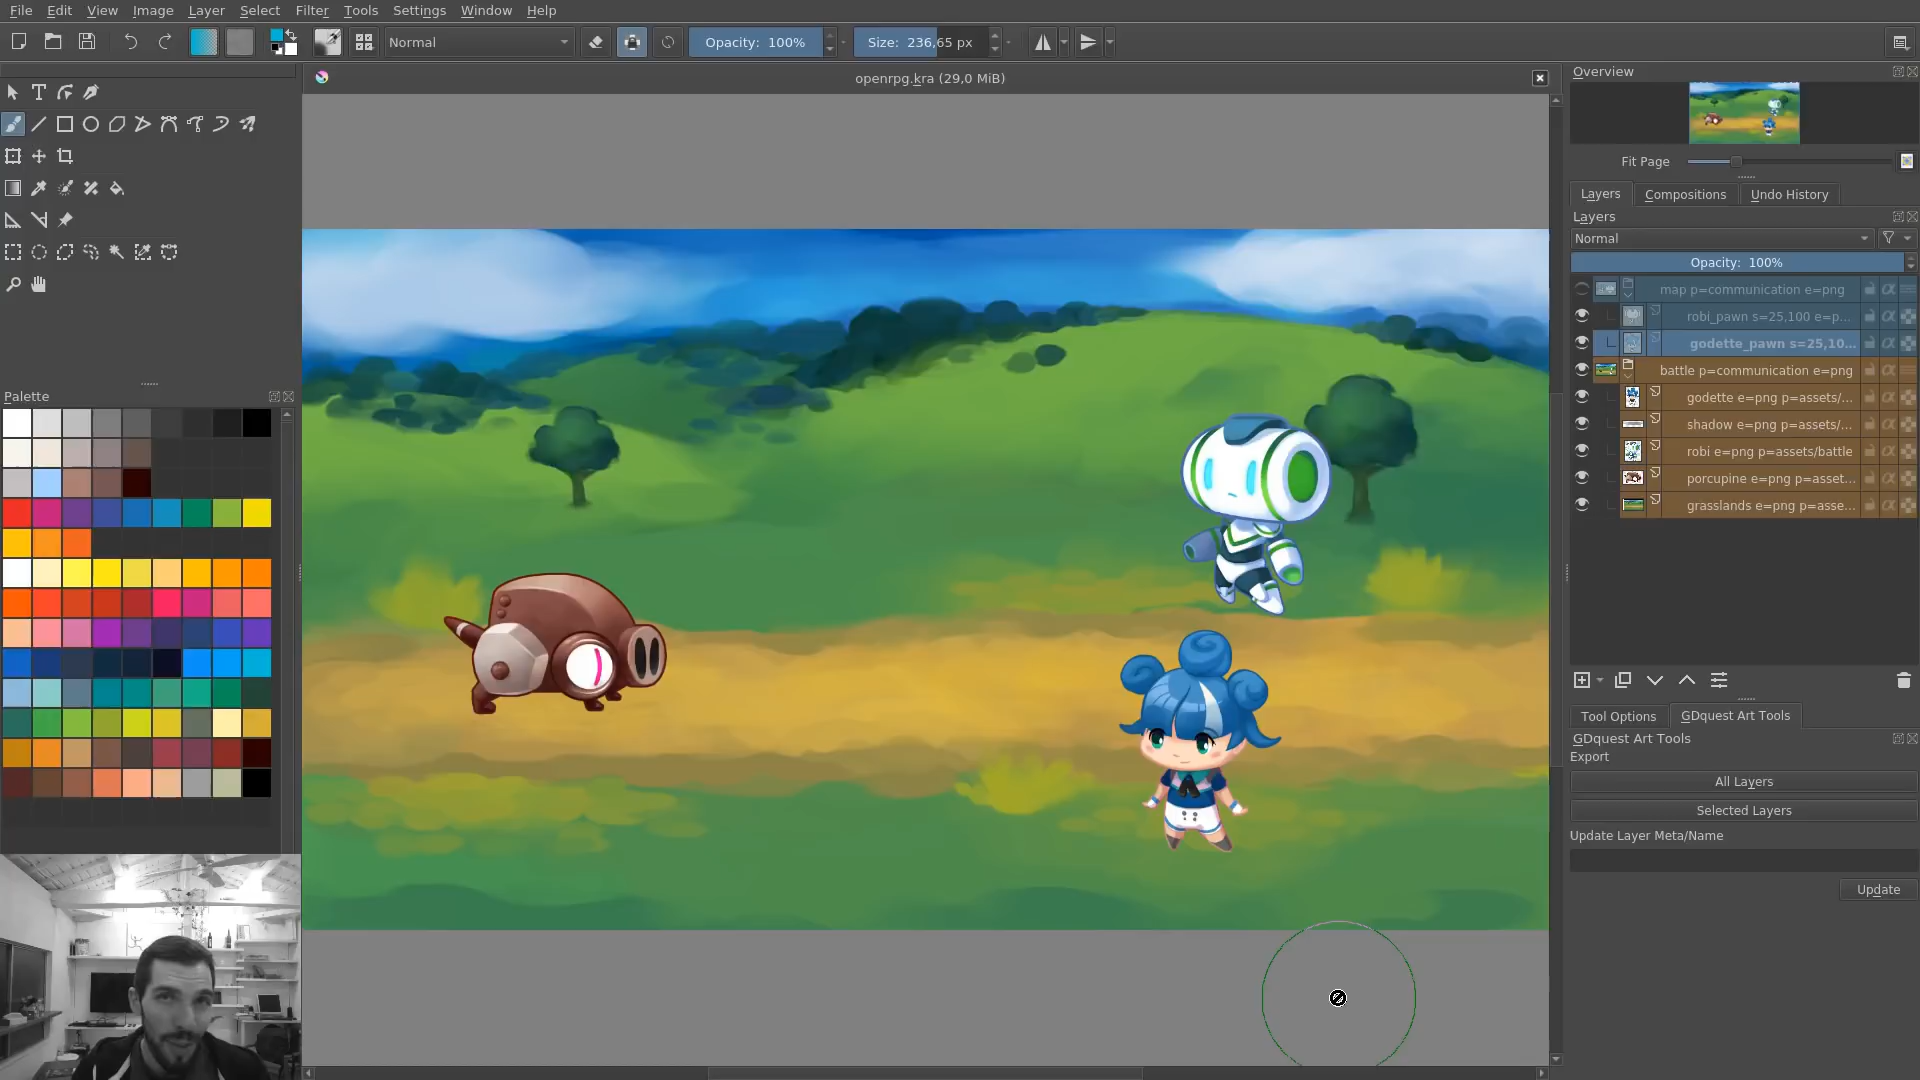 File Edit View Image Layer Select Filter Tools Settings Window Help
Normal
Opacity: 100%
Size: 236,65 px
openrpg.kra (29,0 MiB)
Overview
Fit Page
Layers Compositions Undo History
Layers
Normal
Opacity: 100%
map p=communication e=png
robi_pawn s=25,100 e=p...
godette_pawn s=25,10...
battle p=communication e=png
godette e=png p=assets/...
shadow e=png p=assets/...
robi e=png p=assets/battle
porcupine e=png p=asset...
grasslands e=png p=asse...
Tool Options GDquest Art Tools
GDquest Art Tools
Export
All Layers
Selected Layers
Update Layer Meta/Name
Update
Palette